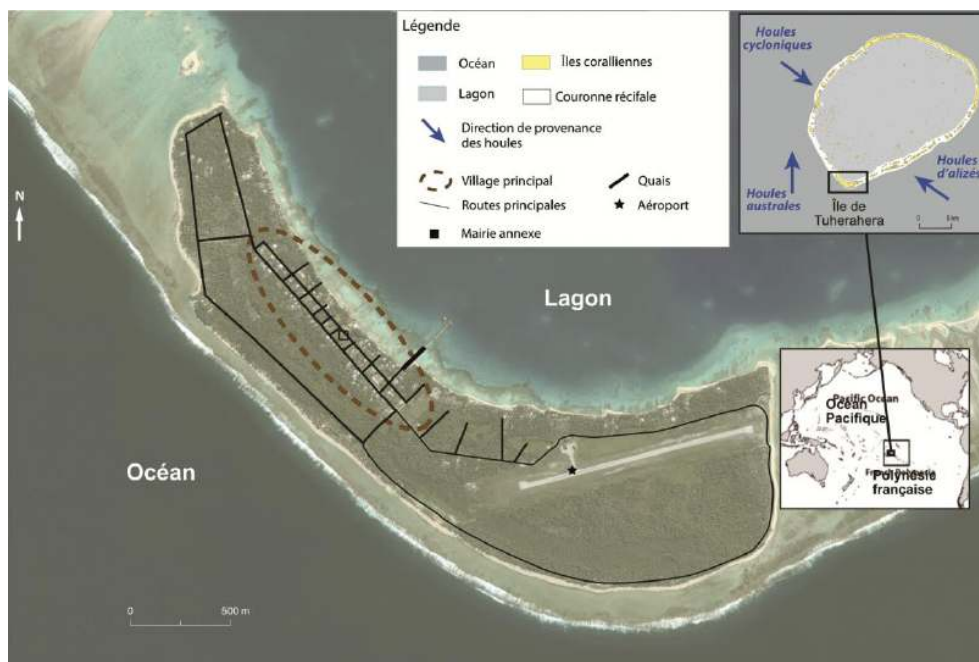 Légende
Océan
Îles coralliennes
Lagon
Couronne récifale
Direction de provenance
des houles
Village principal
Quais
Routes principales
Aéroport
Mairie annexe
Houles
cycloniques
Houles
australes
Houles
d'alizés
Île de
Tuherahera
N
Lagon
Océan
Pacific Ocean
Océan
Pacifique
Polynésie
française
0 500 m